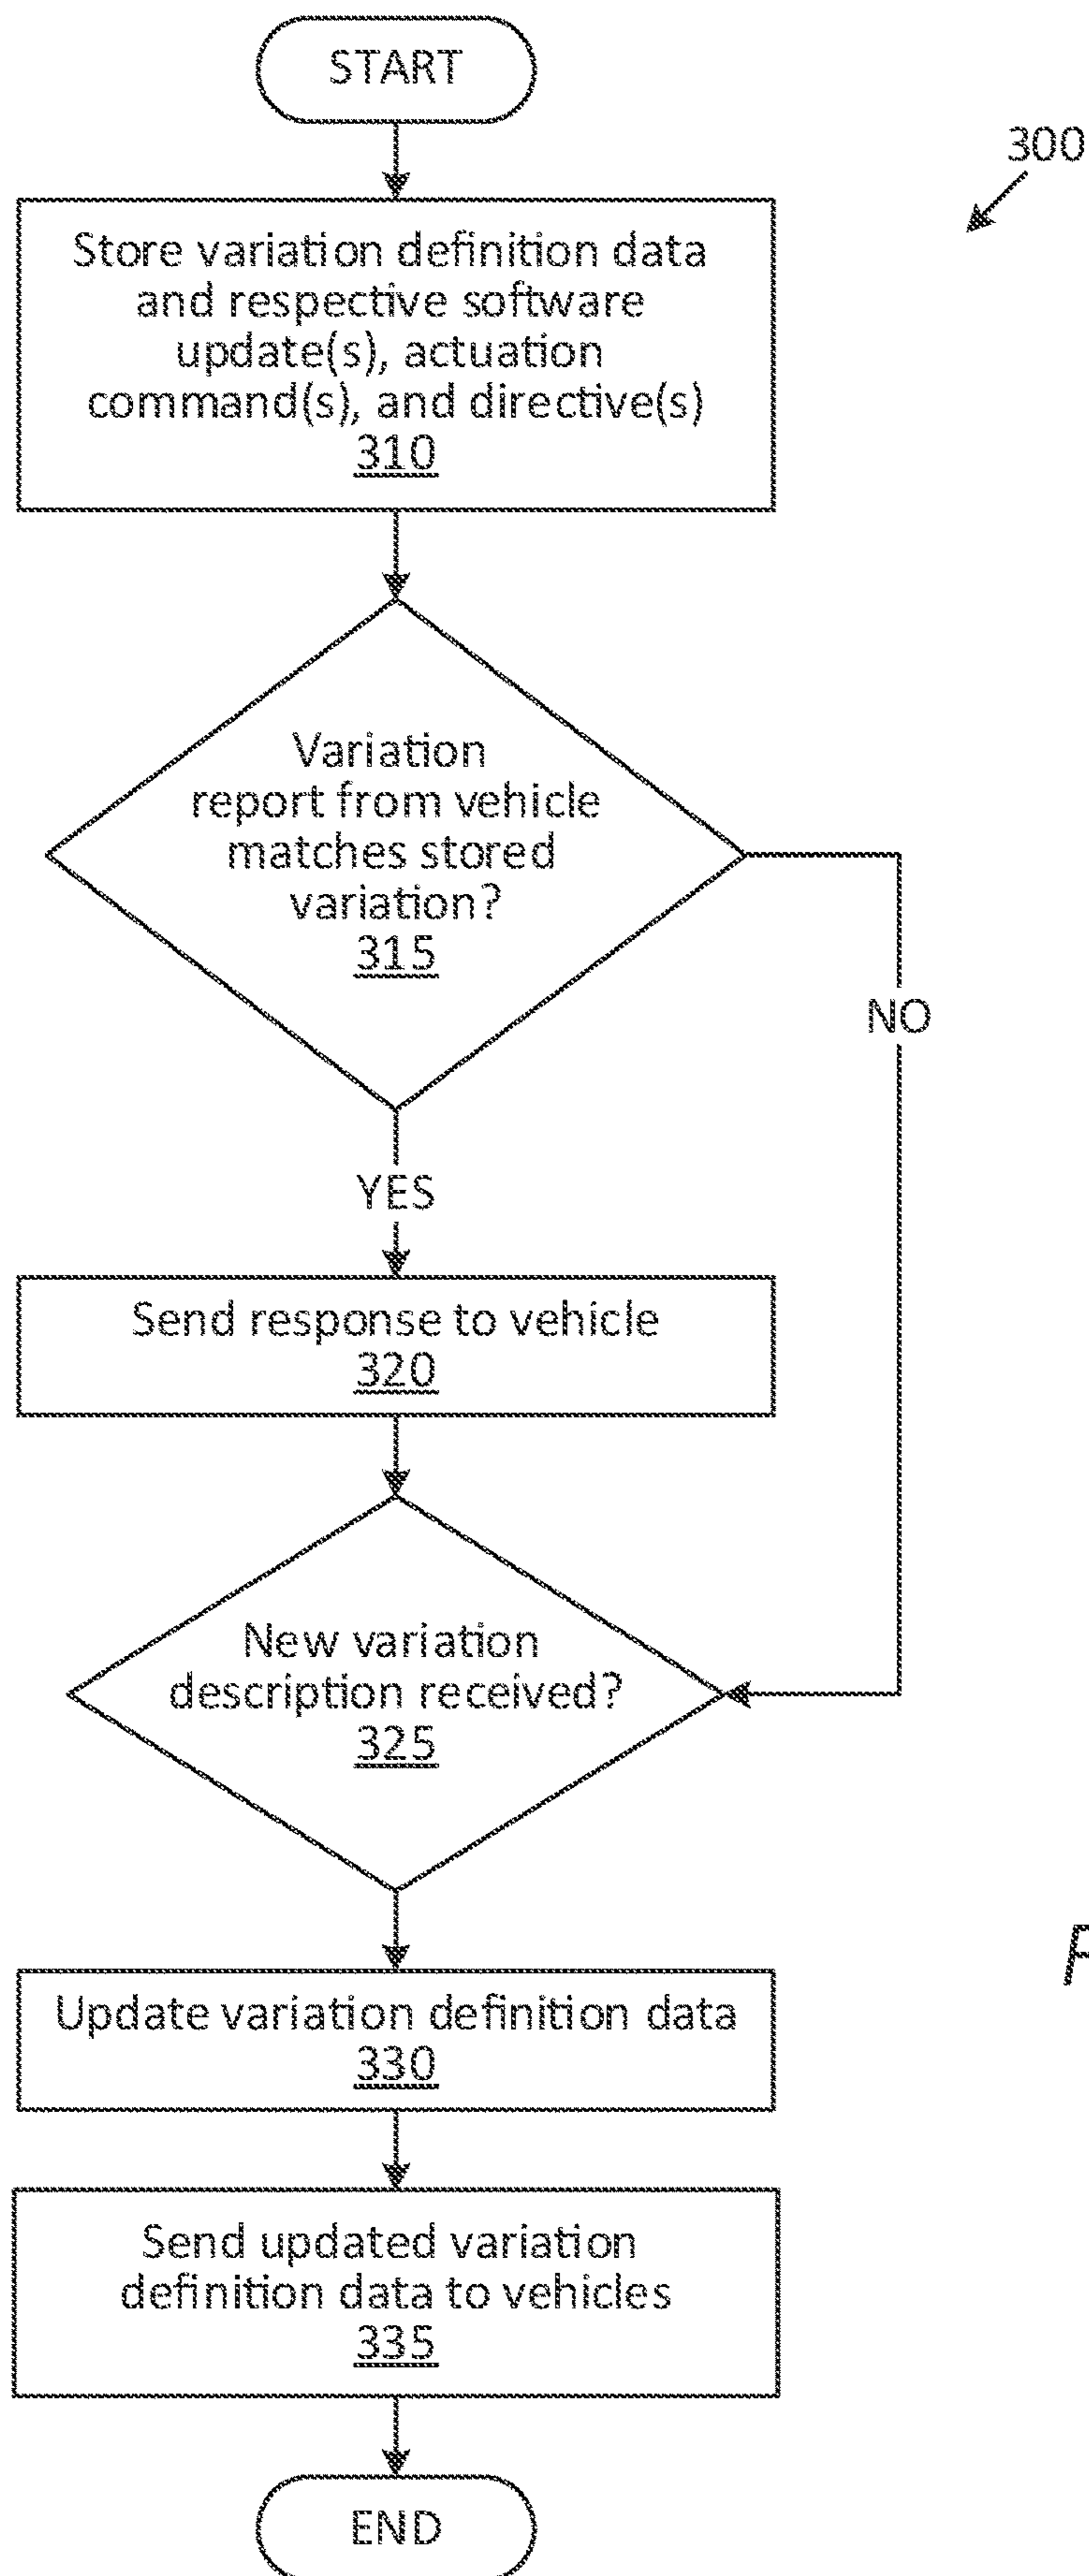 START
300
Store variation definition data
and respective software
update(s), actuation
command(s), and directive(s)
310
Variation
report from vehicle
matches stored
variation?
315
NO
YES
Send response to vehicle
320
New variation
description received?
325
Update variation definition data
330
Send updated variation
definition data to vehicles
335
END